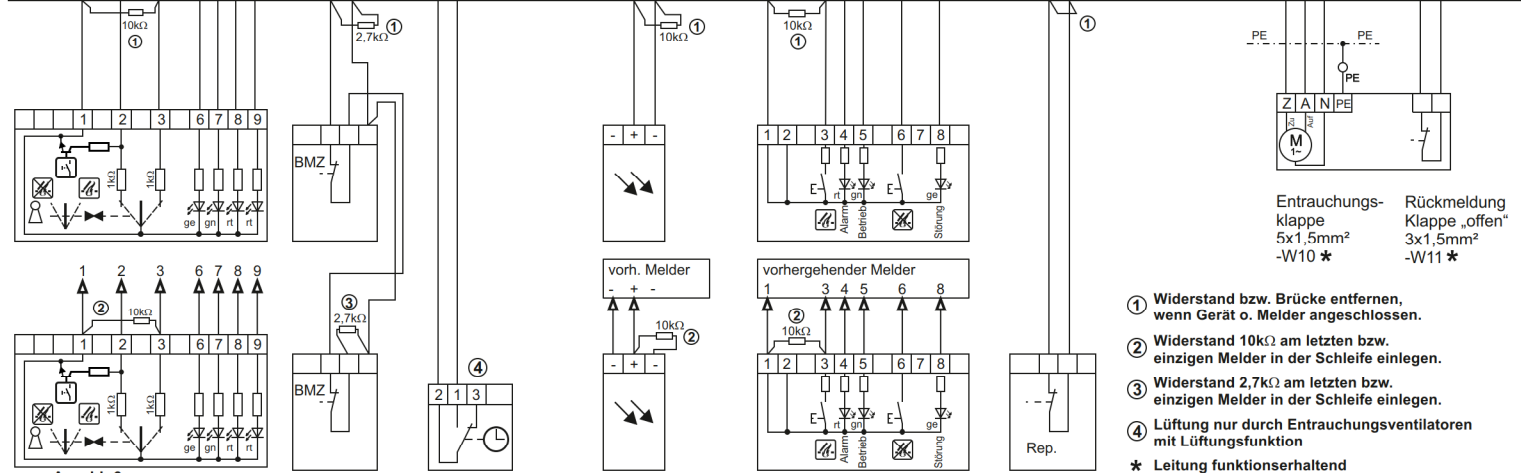 10kΩ
①
2,7kΩ ①
10kΩ ①
10kΩ
①
①
PE PE
PE
Z A N PE
Zu Auf
M
1~
1 2 3 6 7 8 9
1kΩ 1kΩ
ge gn rt rt
BMZ
- + -
1 2 3 4 5 6 7 8
E E
rt gn ge
Alarm
Betrieb
Störung
Entrauchungs-
klappe
5x1,5mm²
-W10 *
Rückmeldung
Klappe „offen“
3x1,5mm²
-W11 *
1 2 3 6 7 8 9
② 10kΩ
③
2,7kΩ
vorh. Melder
- + -
10kΩ ②
vorhergehender Melder
1 3 4 5 6 8
②
10kΩ
1 2 3 6 7 8 9
1kΩ 1kΩ
ge gn rt rt
BMZ
④
2 1 3
- + -
1 2 3 4 5 6 7 8
E E
rt gn ge
Alarm
Betrieb
Störung
Rep.
① Widerstand bzw. Brücke entfernen,
wenn Gerät o. Melder angeschlossen.
② Widerstand 10kΩ am letzten bzw.
einzigen Melder in der Schleife einlegen.
③ Widerstand 2,7kΩ am letzten bzw.
einzigen Melder in der Schleife einlegen.
④ Lüftung nur durch Entrauchungsventilatoren
mit Lüftungsfunktion
* Leitung funktionserhaltend